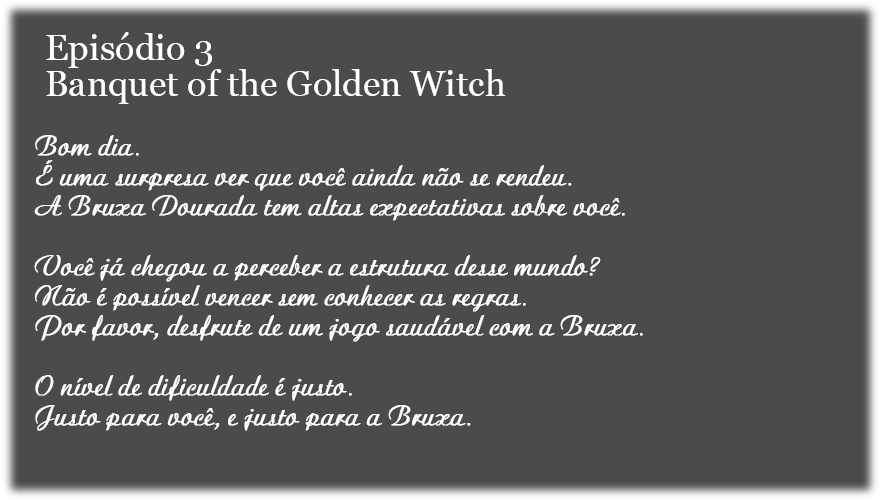 Episódio 3
Banquet of the Golden Witch
Bom dia.
É uma surpresa ver que você ainda não se rendeu.
A Bruxa Dourada tem altas expectativas sobre você.
Você já chegou a perceber a estrutura desse mundo?
Não é possível vencer sem conhecer as regras.
Por favor, desfrute de um jogo saudável com a Bruxa.
O nível de dificuldade é justo.
Justo para você, e justo para a Bruxa.